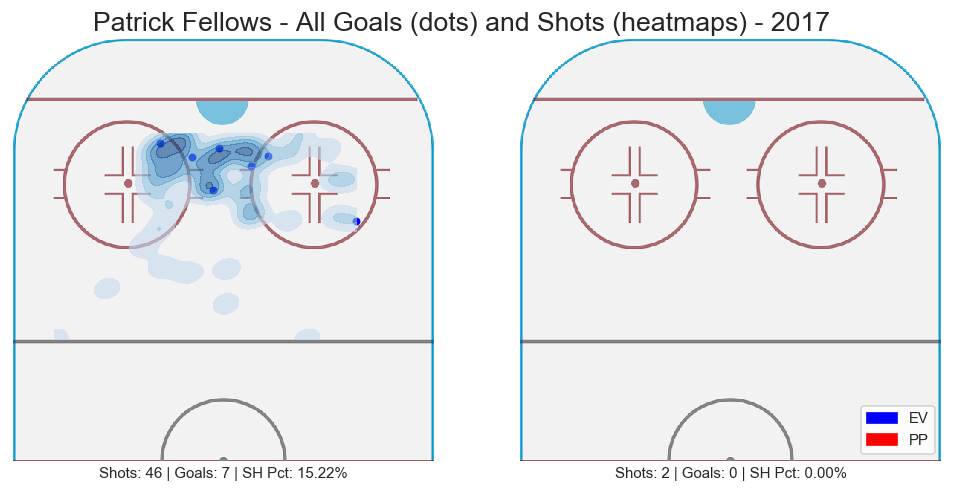 Patrick Fellows - All Goals (dots) and Shots (heatmaps) - 2017
EV
PP
Shots: 46 | Goals: 7 | SH Pct: 15.22%
Shots: 2 | Goals: 0 | SH Pct: 0.00%